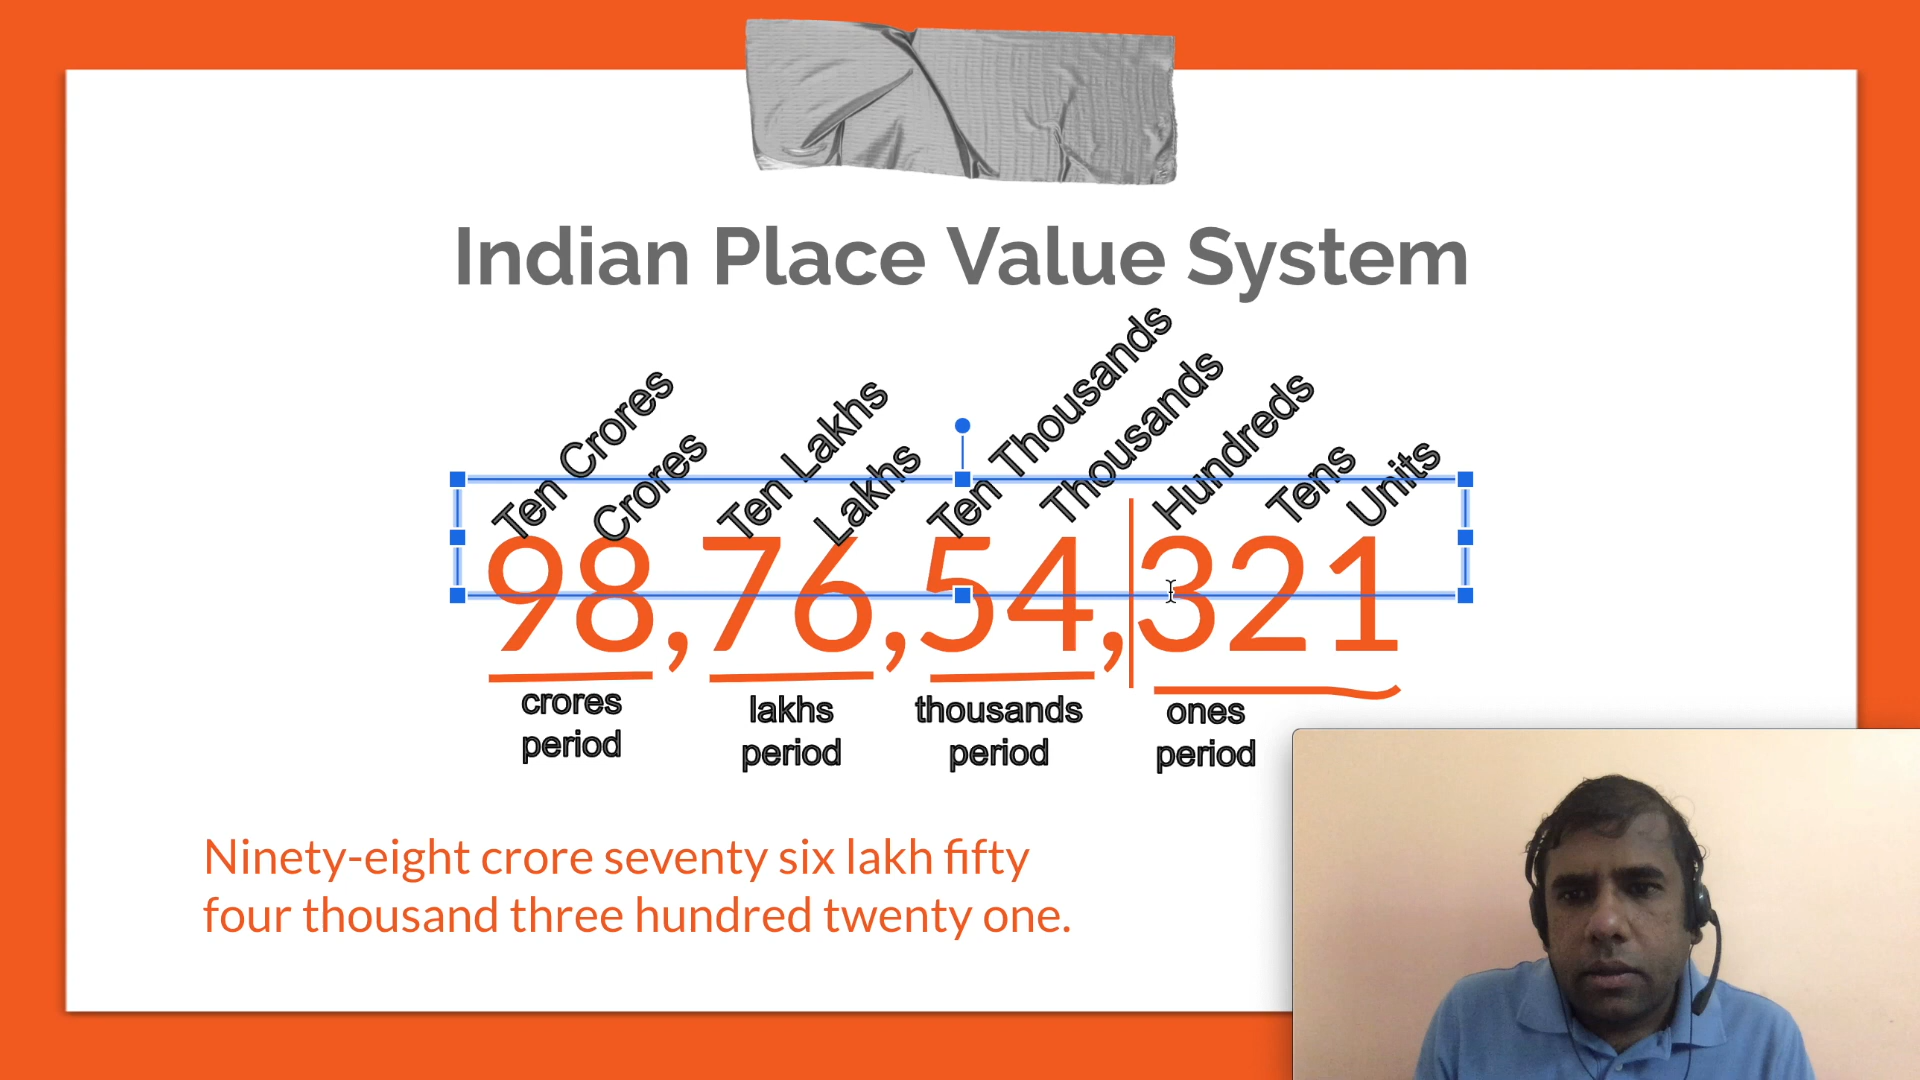 Indian Place Value System
Ten Crores
Crores
Ten Lakhs
Lakhs
Ten Thousands
Thousands
Hundreds
Tens
Units
98,76,54,321
crores
period
lakhs
period
thousands
period
ones
period
Ninety-eight crore seventy six lakh fifty
four thousand three hundred twenty one.